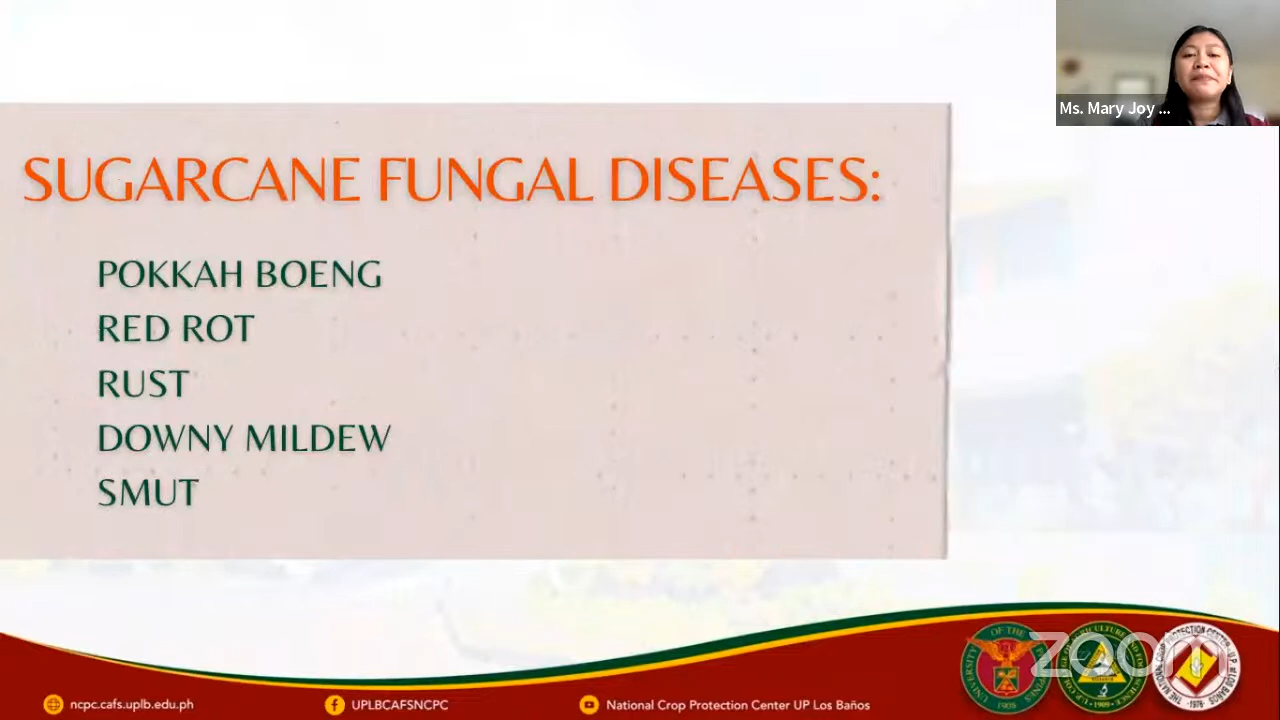 Ms. Mary Joy ...
SUGARCANE FUNGAL DISEASES:
POKKAH BOENG
RED ROT
RUST
DOWNY MILDEW
SMUT
zoom
ncpc.cafs.uplb.edu.ph
UPLBCAFSNCPC
National Crop Protection Center UP Los Baños